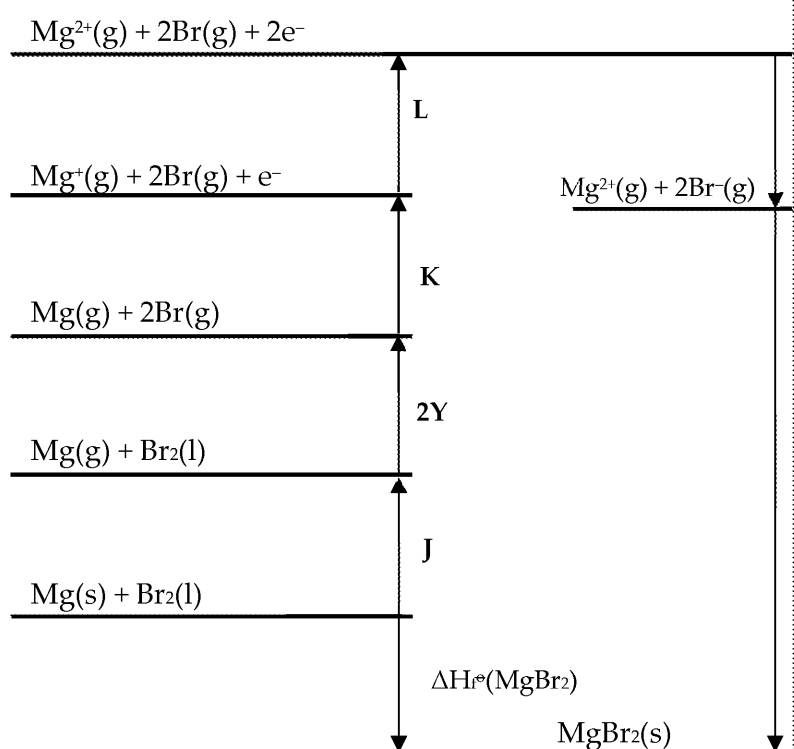 Mg²⁺(g) + 2Br(g) + 2e⁻
L
Mg⁺(g) + 2Br(g) + e⁻
Mg²⁺(g) + 2Br⁻(g)
K
Mg(g) + 2Br(g)
2Y
Mg(g) + Br₂(l)
J
Mg(s) + Br₂(l)
ΔHf⦵(MgBr₂)
MgBr₂(s)